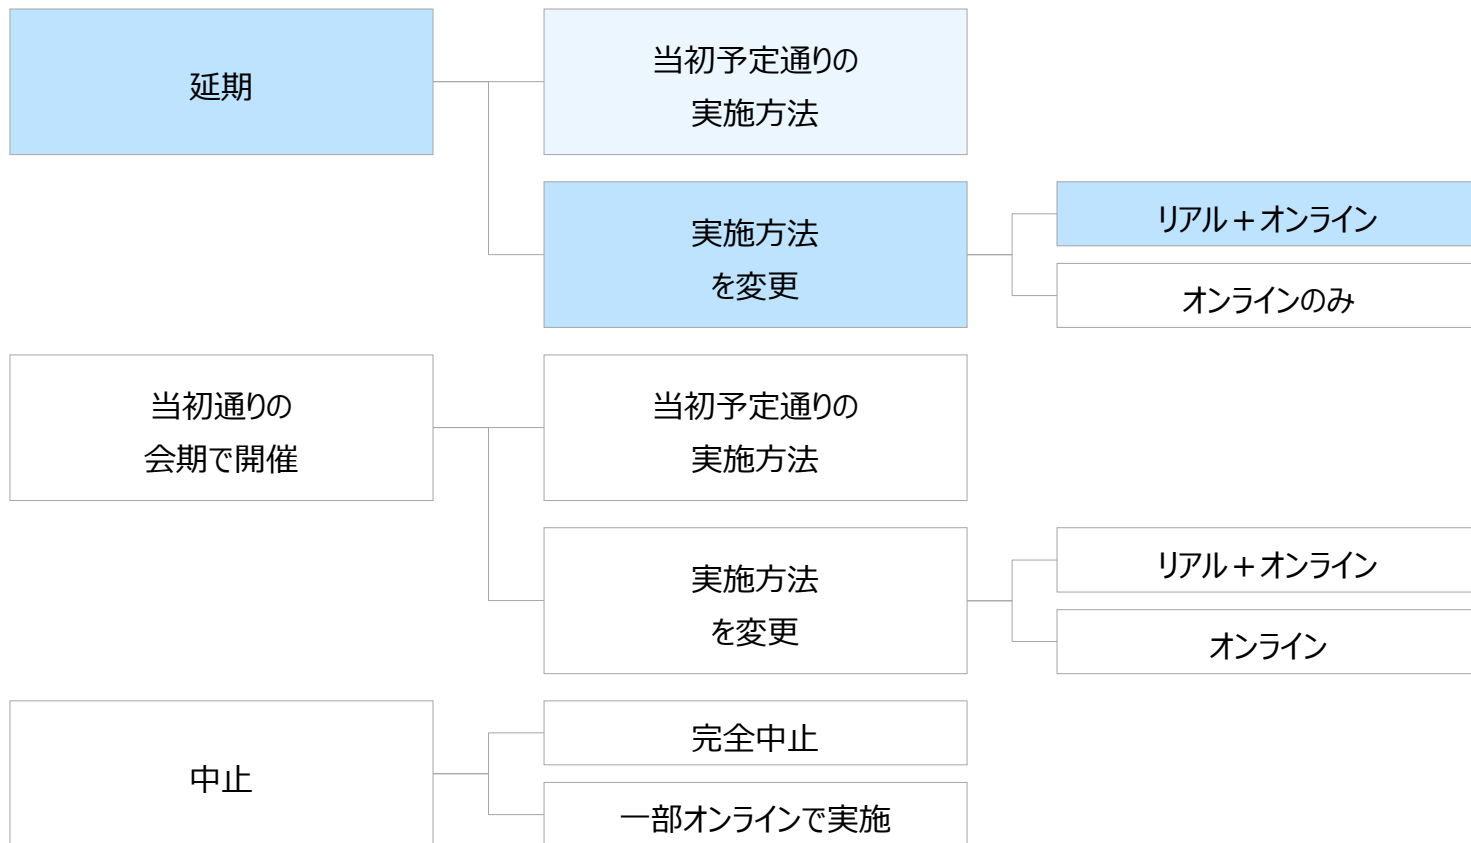 延期
当初予定通りの
実施方法
実施方法
を変更
リアル＋オンライン
オンラインのみ
当初通りの
会期で開催
当初予定通りの
実施方法
実施方法
を変更
リアル＋オンライン
オンライン
中止
完全中止
一部オンラインで実施